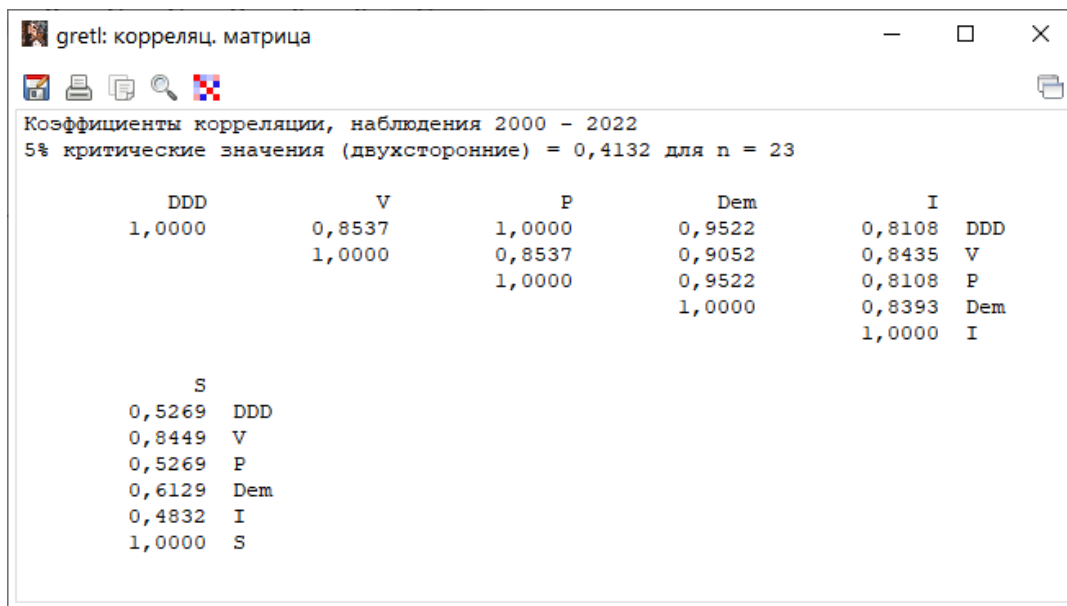 gretl: корреляц. матрица
Коэффициенты корреляции, наблюдения 2000 - 2022
5% критические значения (двухсторонние) = 0,4132 для n = 23
DDD V P Dem I
1,0000 0,8537 1,0000 0,9522 0,8108 DDD
1,0000 0,8537 0,9052 0,8435 V
1,0000 0,9522 0,8108 P
1,0000 0,8393 Dem
1,0000 I
S
0,5269 DDD
0,8449 V
0,5269 P
0,6129 Dem
0,4832 I
1,0000 S